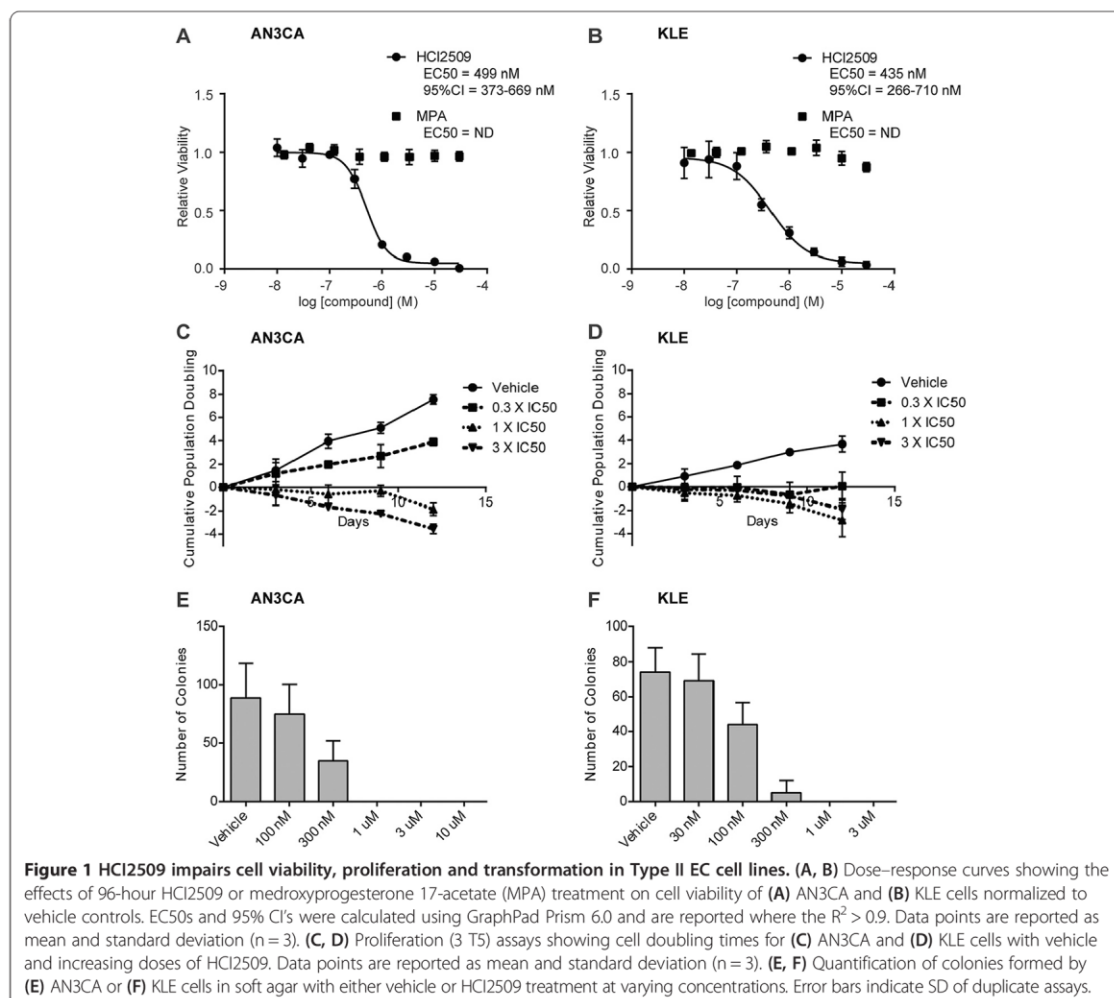 A
AN3CA
HCI2509
EC50 = 499 nM
95%CI = 373-669 nM
MPA
EC50 = ND
Relative Viability
1.5
1.0
0.5
0.0
-9 -8 -7 -6 -5 -4
log [compound] (M)
B
KLE
HCI2509
EC50 = 435 nM
95%CI = 266-710 nM
MPA
EC50 = ND
Relative Viability
1.5
1.0
0.5
0.0
-9 -8 -7 -6 -5 -4
log [compound] (M)
C
AN3CA
Cumulative Population Doubling
10
8
6
4
2
0
-2
-4
5 10 15
Days
Vehicle
0.3 X IC50
1 X IC50
3 X IC50
D
KLE
Cumulative Population Doubling
10
8
6
4
2
0
-2
-4
5 10 15
Days
Vehicle
0.3 X IC50
1 X IC50
3 X IC50
E
AN3CA
Number of Colonies
150
100
50
0
Vehicle 100 nM 300 nM 1 uM 3 uM 10 uM
F
KLE
Number of Colonies
100
80
60
40
20
0
Vehicle 30 nM 100 nM 300 nM 1 uM 3 uM
Figure 1 HCI2509 impairs cell viability, proliferation and transformation in Type II EC cell lines. (A, B) Dose–response curves showing the
effects of 96-hour HCI2509 or medroxyprogesterone 17-acetate (MPA) treatment on cell viability of (A) AN3CA and (B) KLE cells normalized to
vehicle controls. EC50s and 95% CI's were calculated using GraphPad Prism 6.0 and are reported where the R² > 0.9. Data points are reported as
mean and standard deviation (n = 3). (C, D) Proliferation (3 T5) assays showing cell doubling times for (C) AN3CA and (D) KLE cells with vehicle
and increasing doses of HCI2509. Data points are reported as mean and standard deviation (n = 3). (E, F) Quantification of colonies formed by
(E) AN3CA or (F) KLE cells in soft agar with either vehicle or HCI2509 treatment at varying concentrations. Error bars indicate SD of duplicate assays.